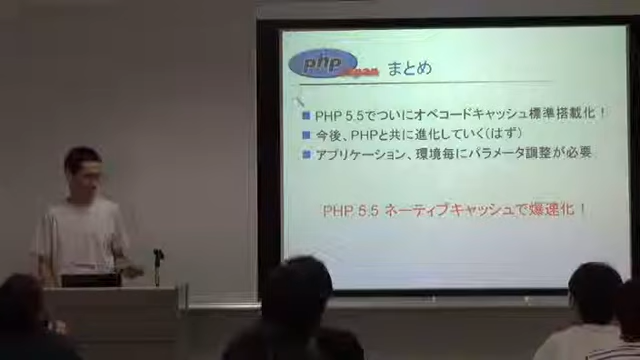 php
Japan
まとめ
PHP 5.5でついにオペコードキャッシュ標準搭載化！
今後、PHPと共に進化していく(はず)
アプリケーション、環境毎にパラメータ調整が必要
PHP 5.5 ネーティブキャッシュで爆速化！